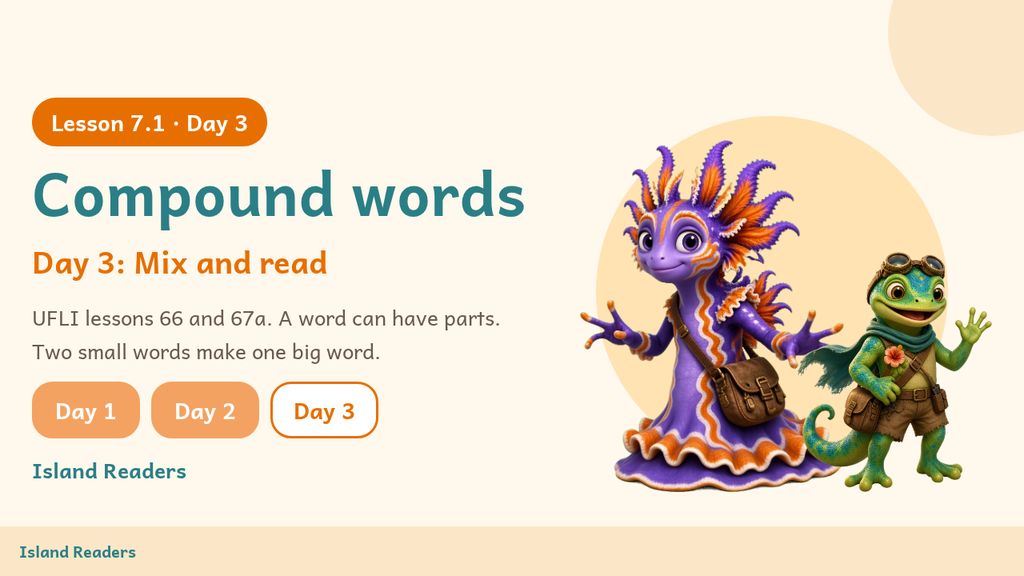 Lesson 7.1 · Day 3
Compound words
Day 3: Mix and read
UFLI lessons 66 and 67a. A word can have parts.
Two small words make one big word.
Day 1 Day 2 Day 3
Island Readers
Island Readers